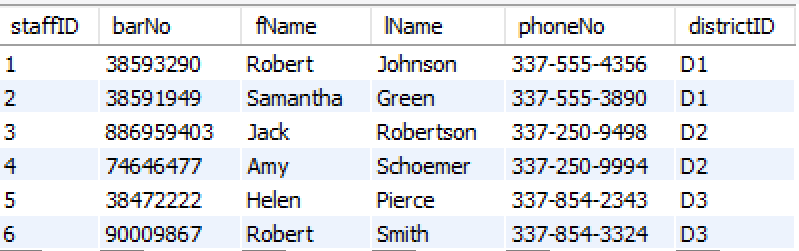 staffID barNo fName lName phoneNo districtID
1 38593290 Robert Johnson 337-555-4356 D1
2 38591949 Samantha Green 337-555-3890 D1
3 886959403 Jack Robertson 337-250-9498 D2
4 74646477 Amy Schoemer 337-250-9994 D2
5 38472222 Helen Pierce 337-854-2343 D3
6 90009867 Robert Smith 337-854-3324 D3